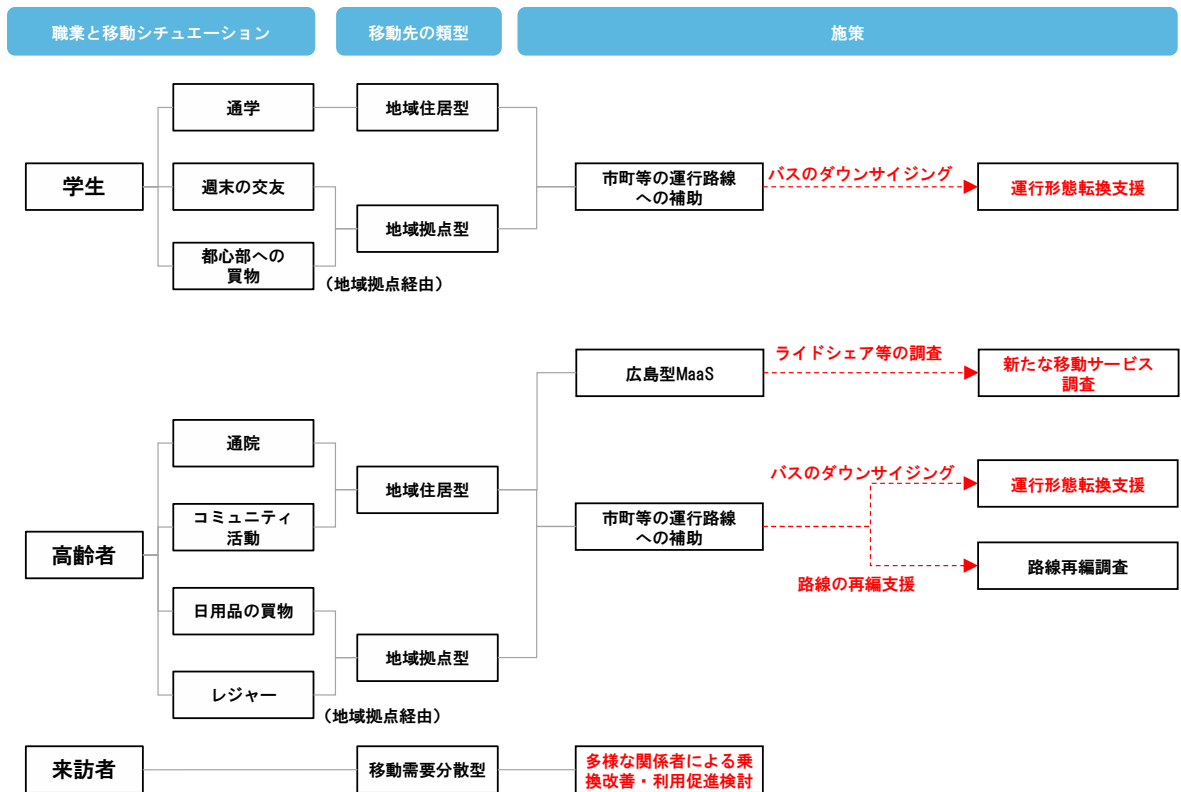 職業と移動シチュエーション
移動先の類型
施策
学生
通学
週末の交友
都心部への
買物
(地域拠点経由)
地域住居型
地域拠点型
市町等の運行路線
への補助
バスのダウンサイジング
運行形態転換支援
高齢者
通院
コミュニティ
活動
日用品の買物
レジャー
(地域拠点経由)
地域住居型
地域拠点型
広島型MaaS
ライドシェア等の調査
新たな移動サービス
調査
市町等の運行路線
への補助
バスのダウンサイジング
運行形態転換支援
路線の再編支援
路線再編調査
来訪者
移動需要分散型
多様な関係者による乗
換改善・利用促進検討